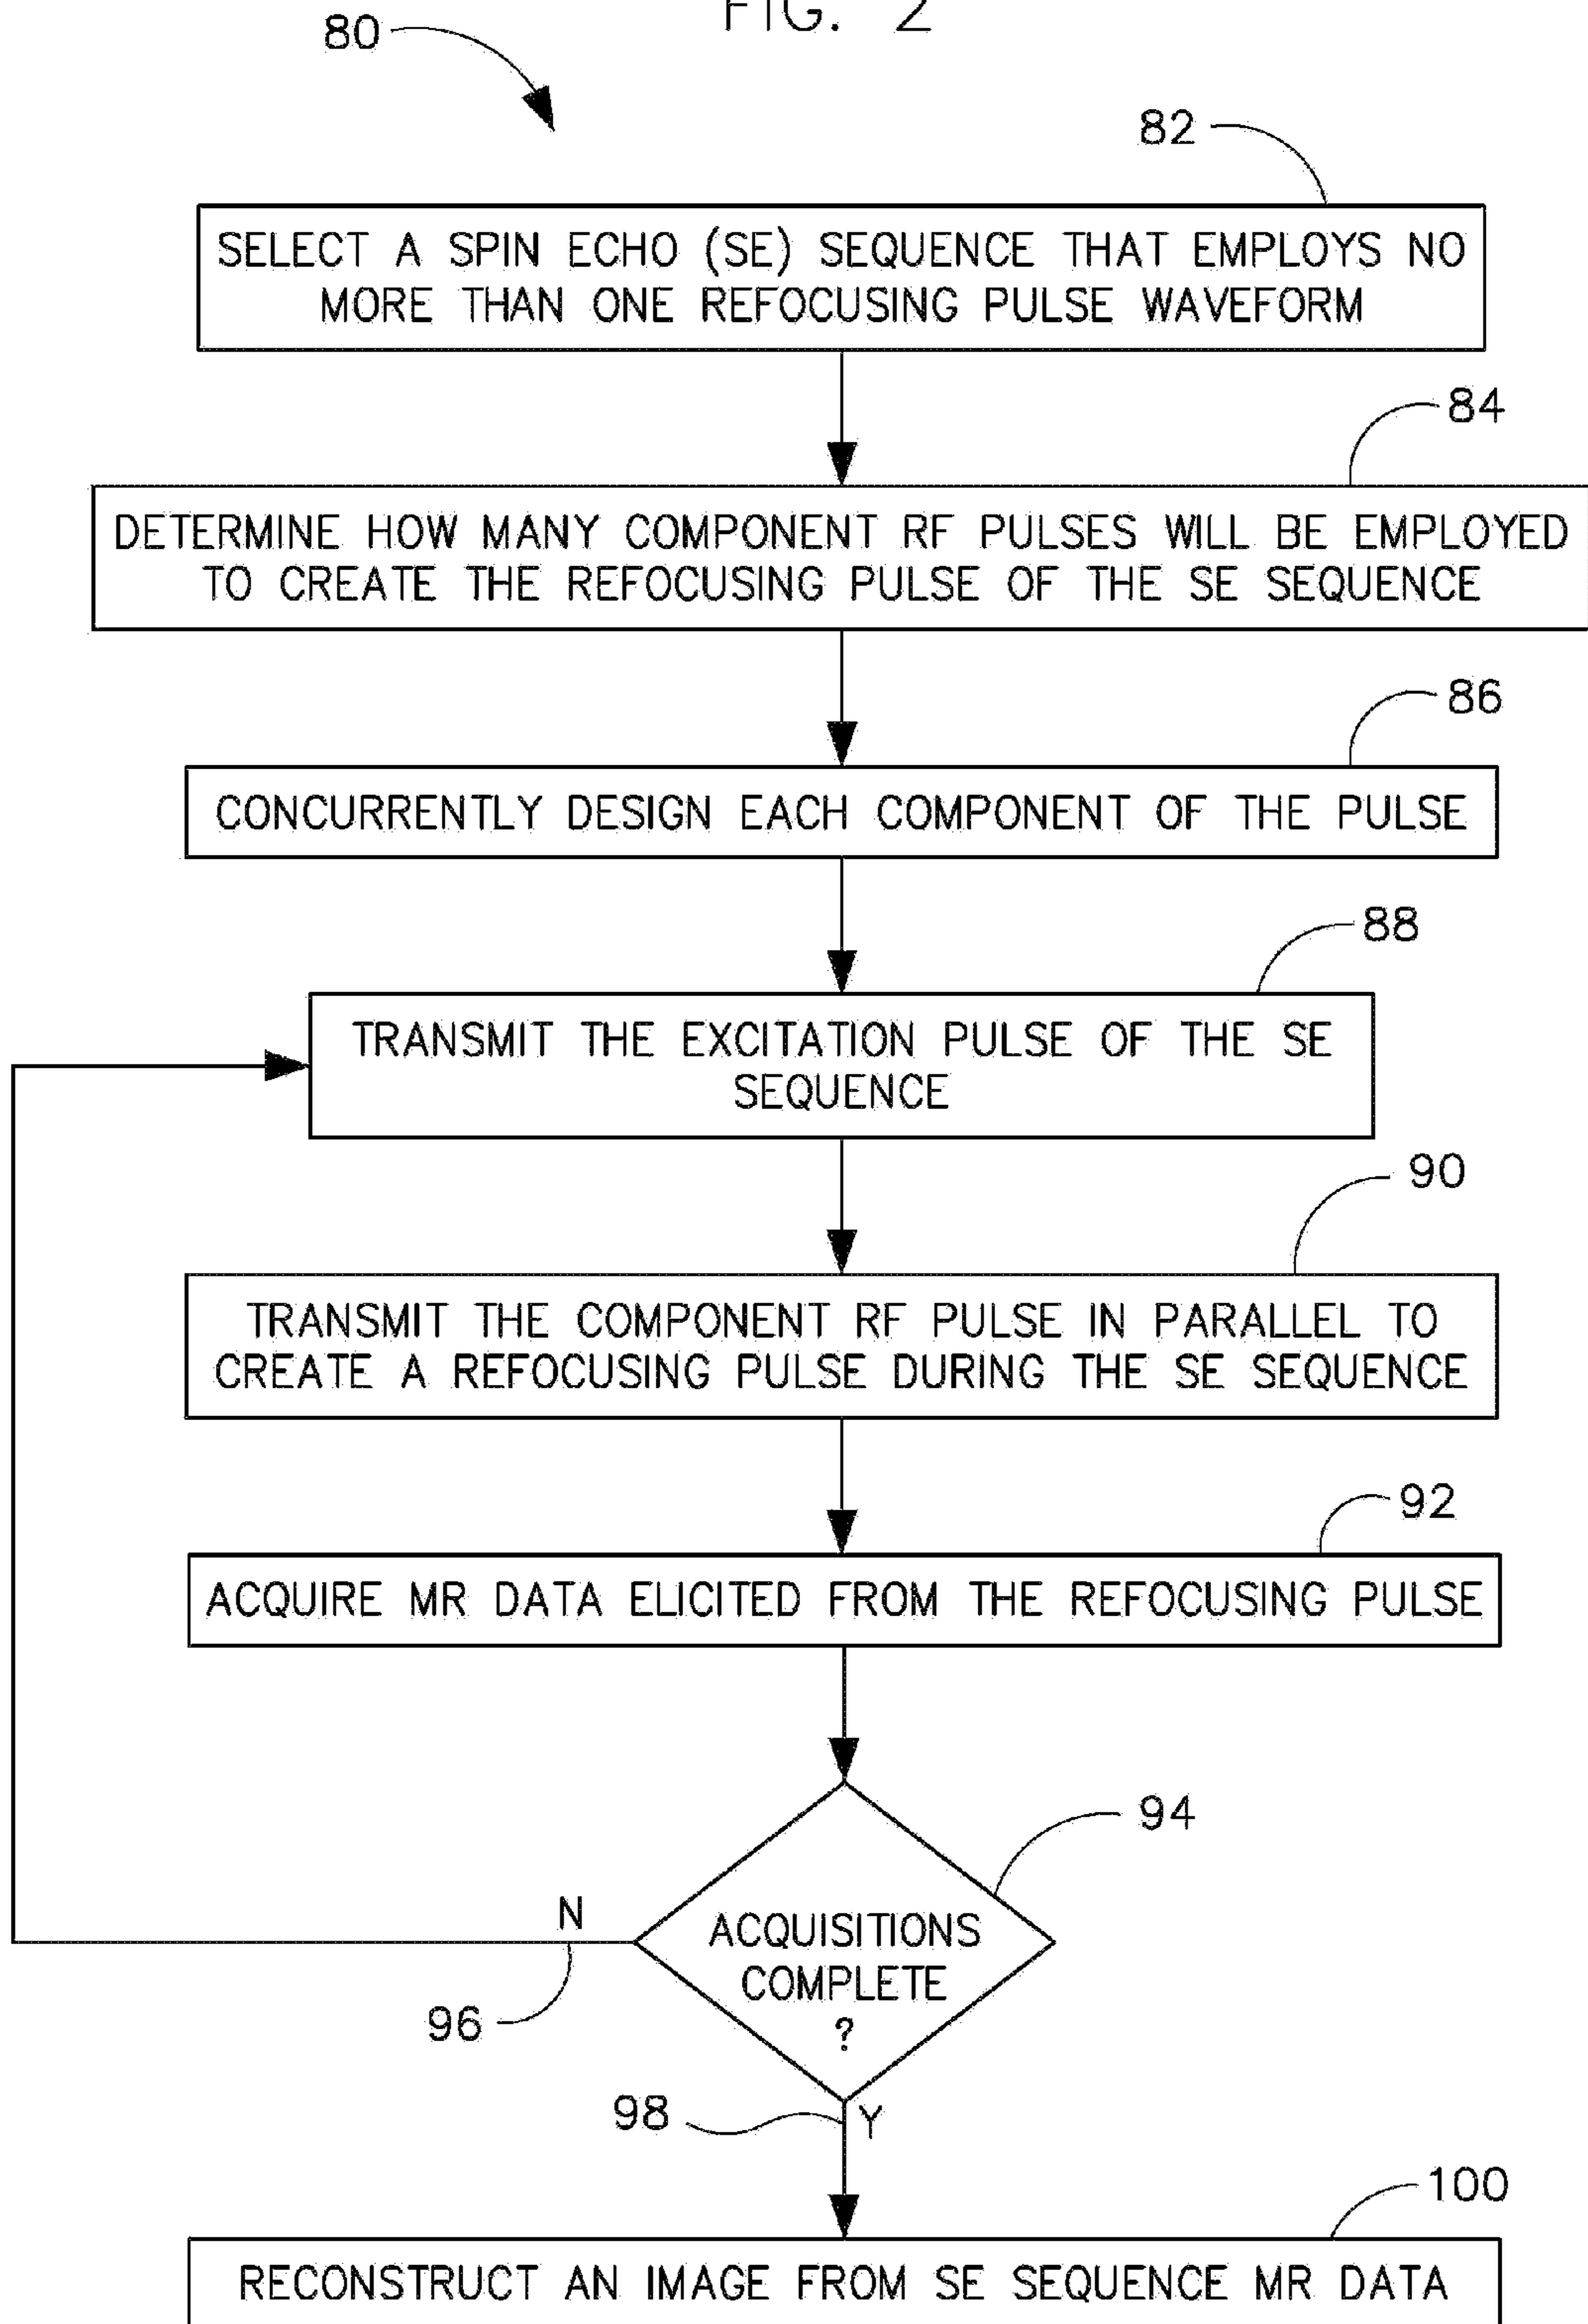 FIG. 2
80
82
SELECT A SPIN ECHO (SE) SEQUENCE THAT EMPLOYS NO
MORE THAN ONE REFOCUSING PULSE WAVEFORM
84
DETERMINE HOW MANY COMPONENT RF PULSES WILL BE EMPLOYED
TO CREATE THE REFOCUSING PULSE OF THE SE SEQUENCE
86
CONCURRENTLY DESIGN EACH COMPONENT OF THE PULSE
88
TRANSMIT THE EXCITATION PULSE OF THE SE
SEQUENCE
90
TRANSMIT THE COMPONENT RF PULSE IN PARALLEL TO
CREATE A REFOCUSING PULSE DURING THE SE SEQUENCE
92
ACQUIRE MR DATA ELICITED FROM THE REFOCUSING PULSE
94
N
ACQUISITIONS
COMPLETE
?
96
98
Y
100
RECONSTRUCT AN IMAGE FROM SE SEQUENCE MR DATA